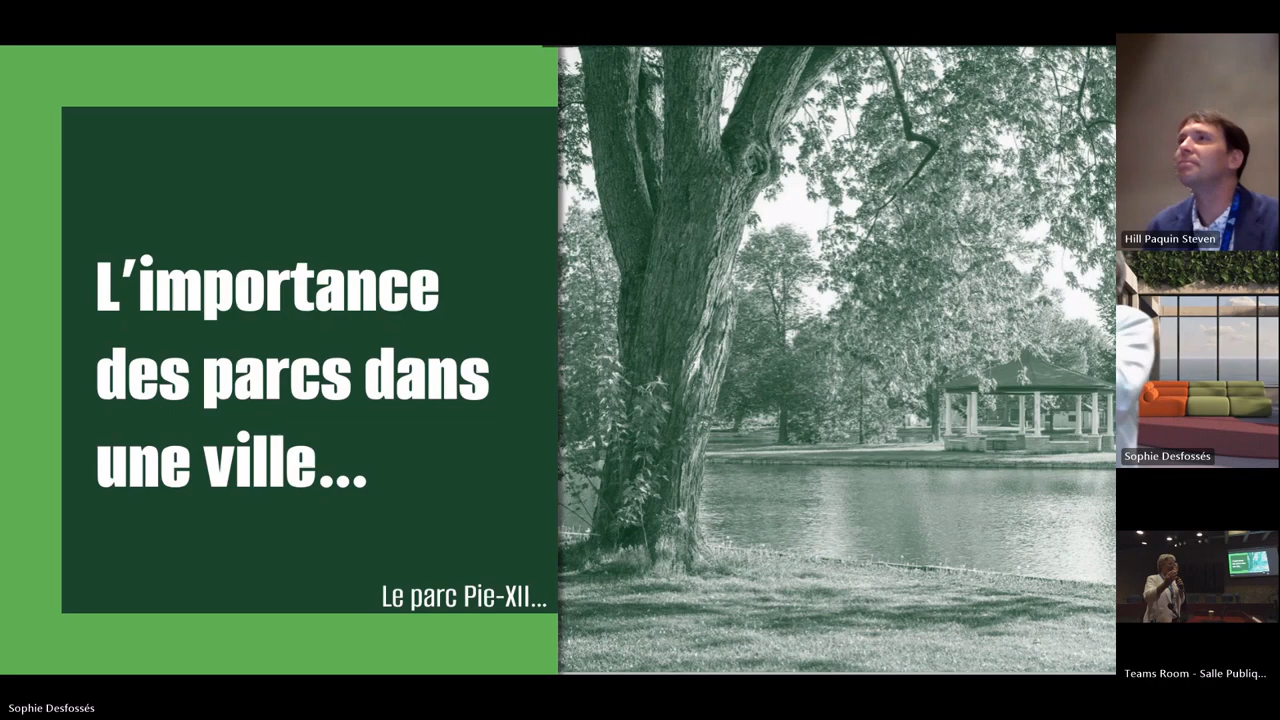 L'importance
des parcs dans
une ville...
Le parc Pie-XII...
Hill Paquin Steven
Sophie Desfossés
Teams Room - Salle Publiq...
Sophie Desfossés